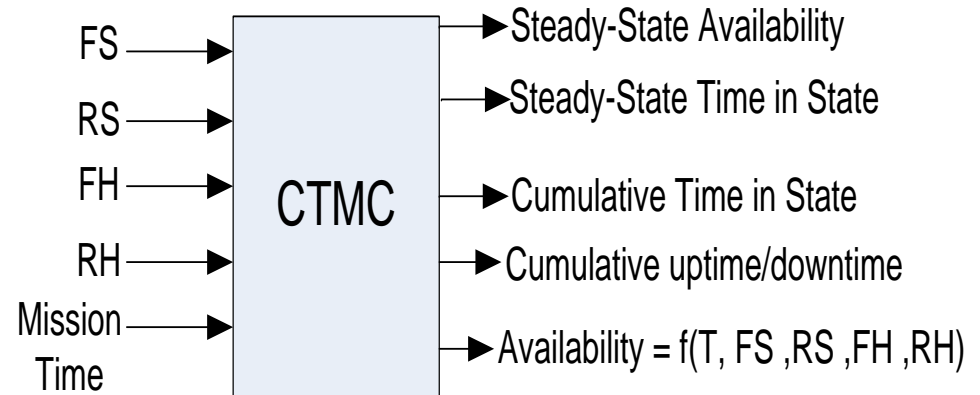 FS
RS
FH
RH
Mission
Time
CTMC
Steady-State Availability
Steady-State Time in State
Cumulative Time in State
Cumulative uptime/downtime
Availability = f(T, FS ,RS ,FH ,RH)